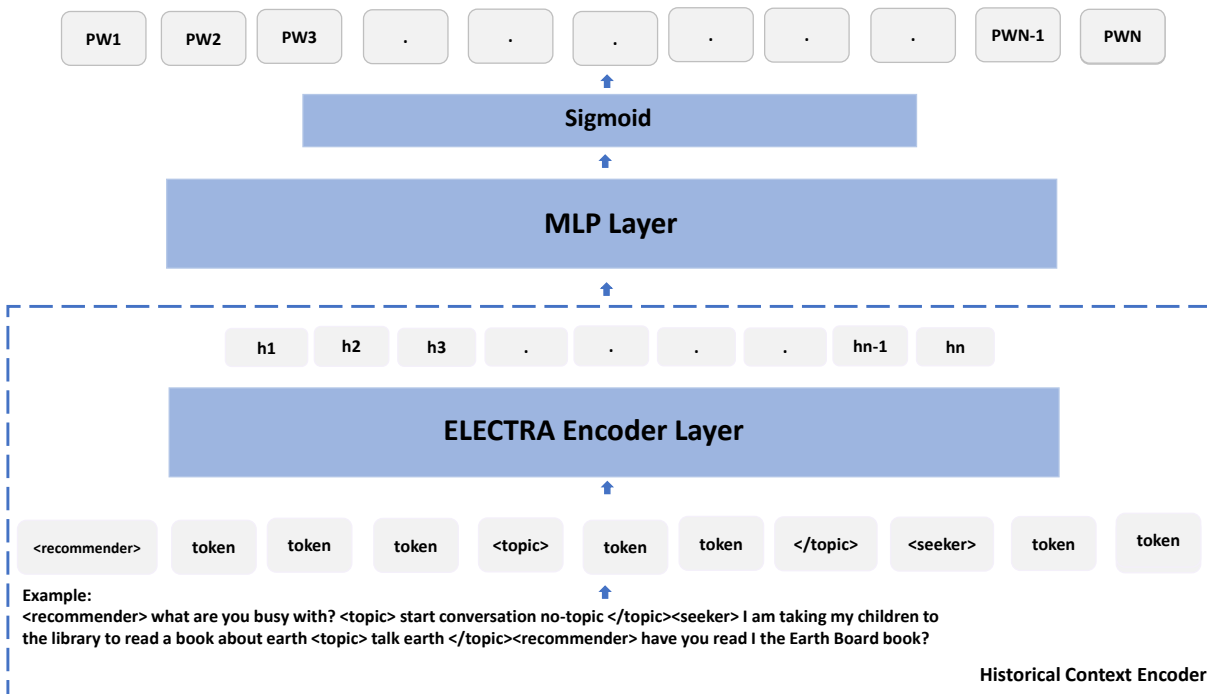 PW1 PW2 PW3 . . . . . . PWN-1 PWN
Sigmoid
MLP Layer
h1 h2 h3 . . . . hn-1 hn
ELECTRA Encoder Layer
<recommender> token token token <topic> token token </topic> <seeker> token token
Example:
<recommender> what are you busy with? <topic> start conversation no-topic </topic><seeker> I am taking my children to
the library to read a book about earth <topic> talk earth </topic><recommender> have you read I the Earth Board book?
Historical Context Encoder